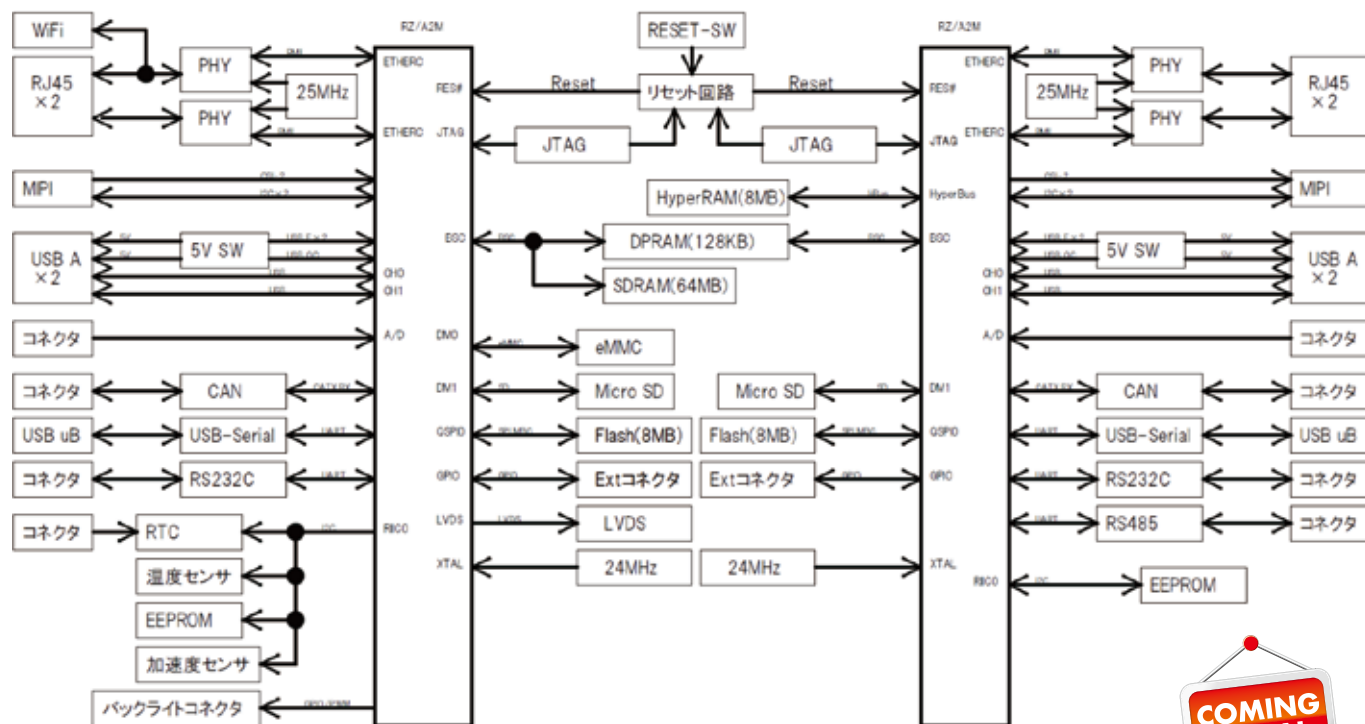 WiFi
RJ45
×2
PHY
25MHz
PHY
MIPI
USB A
×2
5V SW
コネクタ
コネクタ
CAN
USB uB
USB-Serial
コネクタ
RS232C
コネクタ
RTC
温度センサ
EEPROM
加速度センサ
バックライトコネクタ
RZ/A2M
ETHERC
RES#
ETHERC
JTAG
CH0
CH1
A/D
DM1
GPIO
RIIC0
LVDS
XTAL
RESET-SW
Reset
リセット回路
Reset
JTAG
JTAG
HyperRAM(8MB)
DPRAM(128KB)
SDRAM(64MB)
eMMC
Micro SD
Micro SD
Flash(8MB)
Flash(8MB)
Extコネクタ
Extコネクタ
LVDS
24MHz
24MHz
RZ/A2M
ETHERC
RES#
ETHERC
JTAG
HyperBus
CH0
CH1
A/D
DM1
GPIO
XTAL
RIIC0
PHY
25MHz
PHY
RJ45
×2
MIPI
5V SW
USB A
×2
コネクタ
CAN
コネクタ
USB-Serial
USB uB
RS232C
コネクタ
RS485
コネクタ
EEPROM
COMING